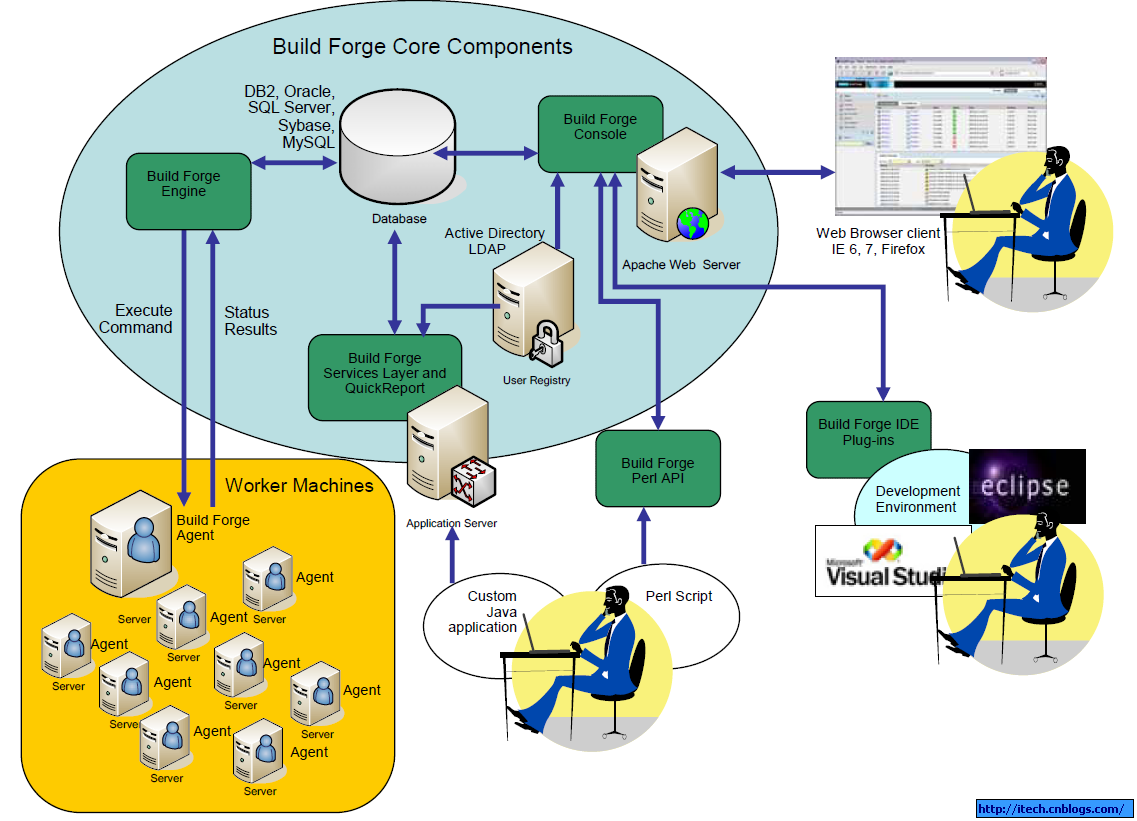 Build Forge Core Components
DB2, Oracle,
SQL Server,
Sybase,
MySQL
Database
Build Forge
Engine
Build Forge
Console
Apache Web Server
Web Browser client
IE 6, 7, Firefox
Active Directory
LDAP
User Registry
Execute
Command
Status
Results
Build Forge
Services Layer and
QuickReport
Application Server
Build Forge
Perl API
Build Forge IDE
Plug-ins
Development
Environment
eclipse
Microsoft
Visual Studi
Worker Machines
Build Forge
Agent
Server
Agent
Server
Agent
Server
Agent
Server
Agent
Server
Agent
Server
Agent
Server
Agent
Server
Agent
Server
Custom
Java
application
Perl Script
http://itech.cnblogs.com/